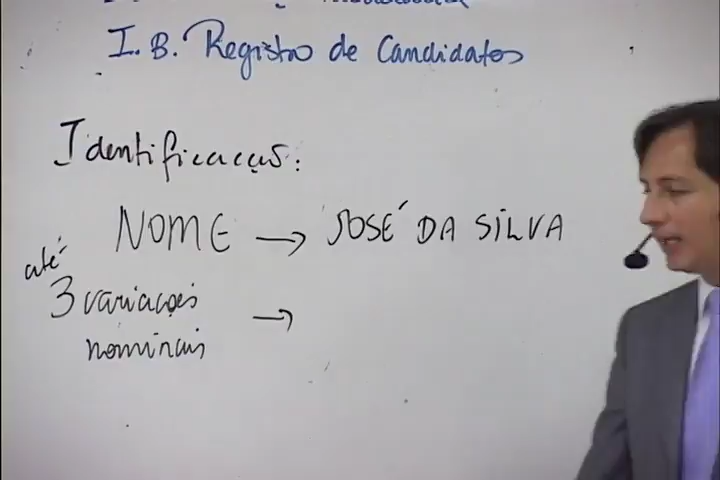 I.B. Registro de Candidatos
Identificação:
NOME → JOSÉ DA SILVA
até
3 variações →
nominais